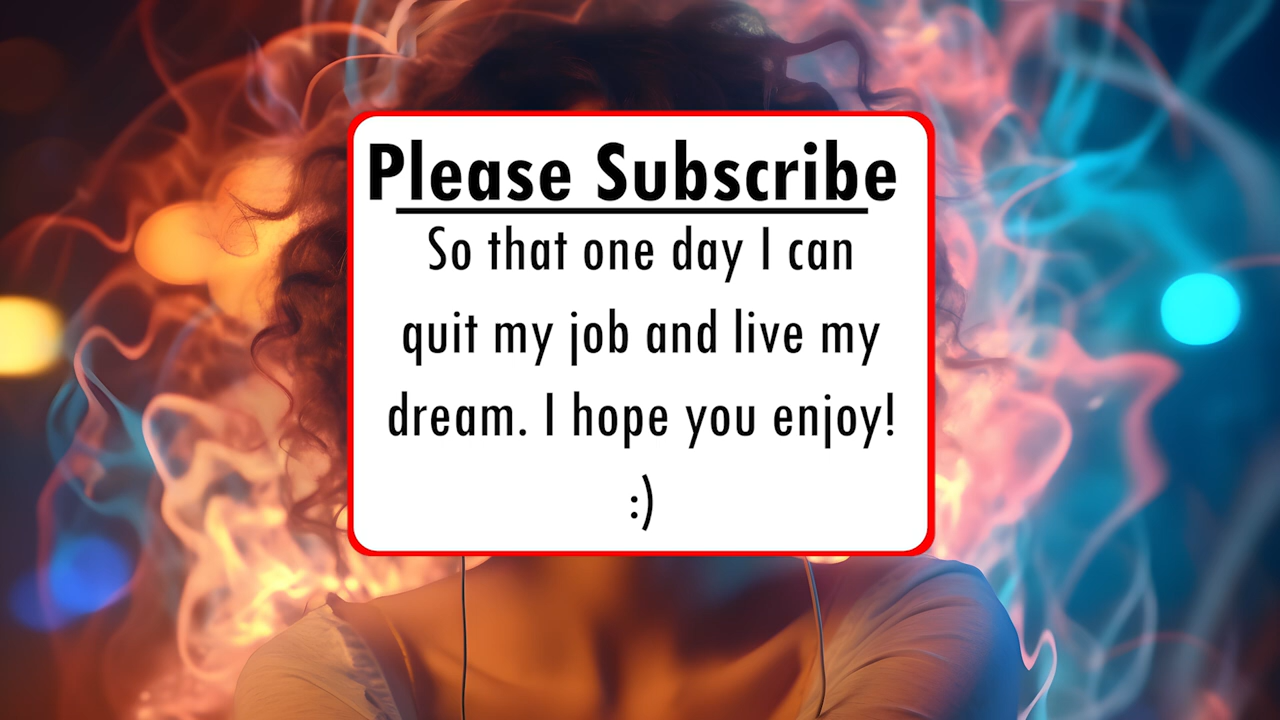 Please Subscribe
So that one day I can
quit my job and live my
dream. I hope you enjoy!
:)